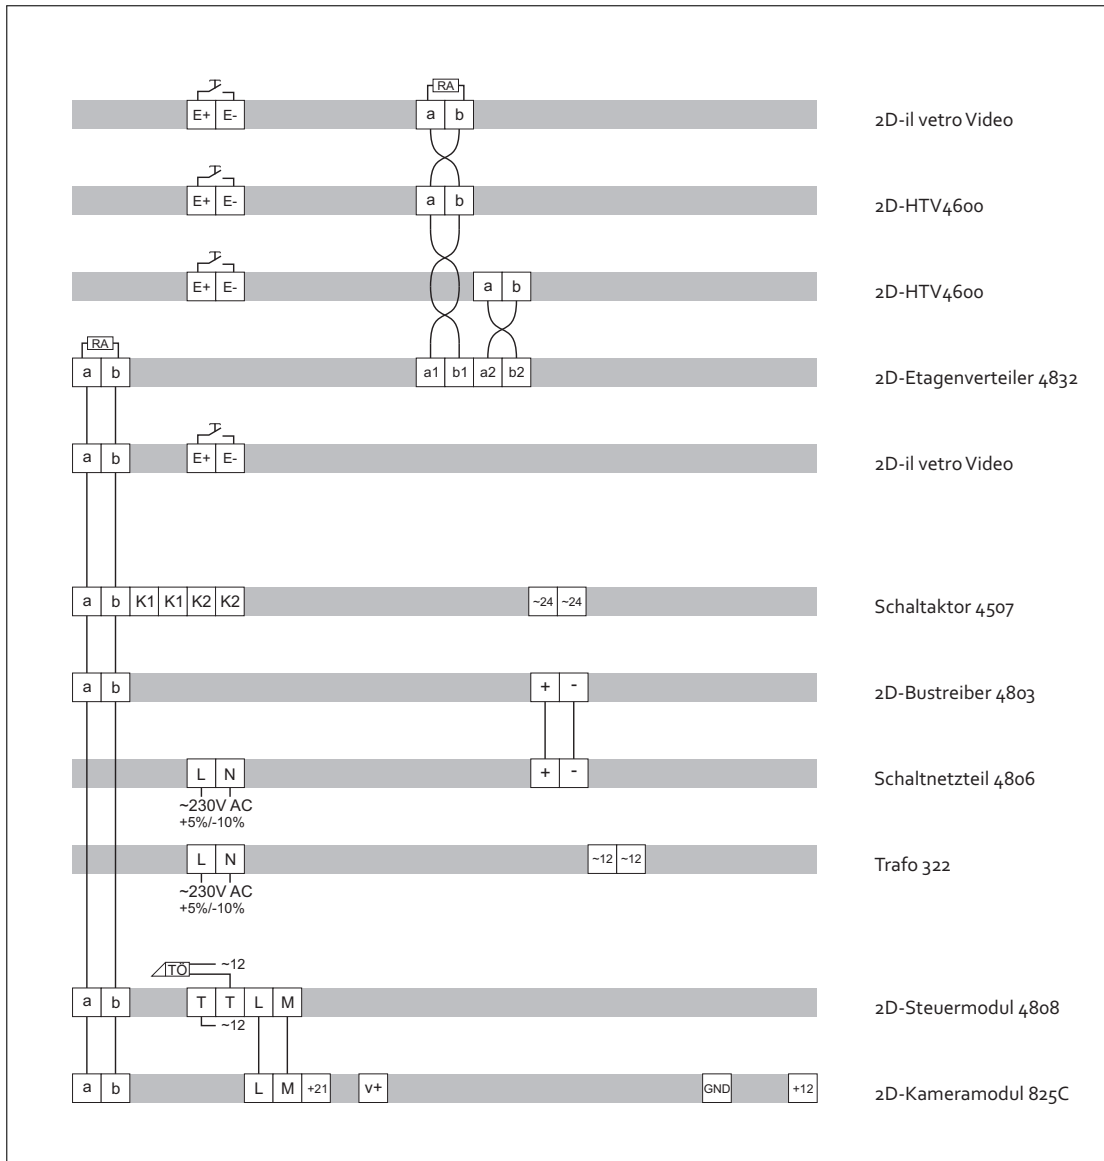 RA
E+ E- a b 2D-il vetro Video
E+ E- a b 2D-HTV4600
E+ E- a b 2D-HTV4600
RA
a b a1 b1 a2 b2 2D-Etagenverteiler 4832
a b E+ E- 2D-il vetro Video
a b K1 K1 K2 K2 ~24 ~24 Schaltaktor 4507
a b + - 2D-Bustreiber 4803
L N + - Schaltnetzteil 4806
~230V AC
+5%/-10%
L N ~12 ~12 Trafo 322
~230V AC
+5%/-10%
TÖ ~12
a b T T L M 2D-Steuermodul 4808
~12
a b L M +21 v+ GND +12 2D-Kameramodul 825C